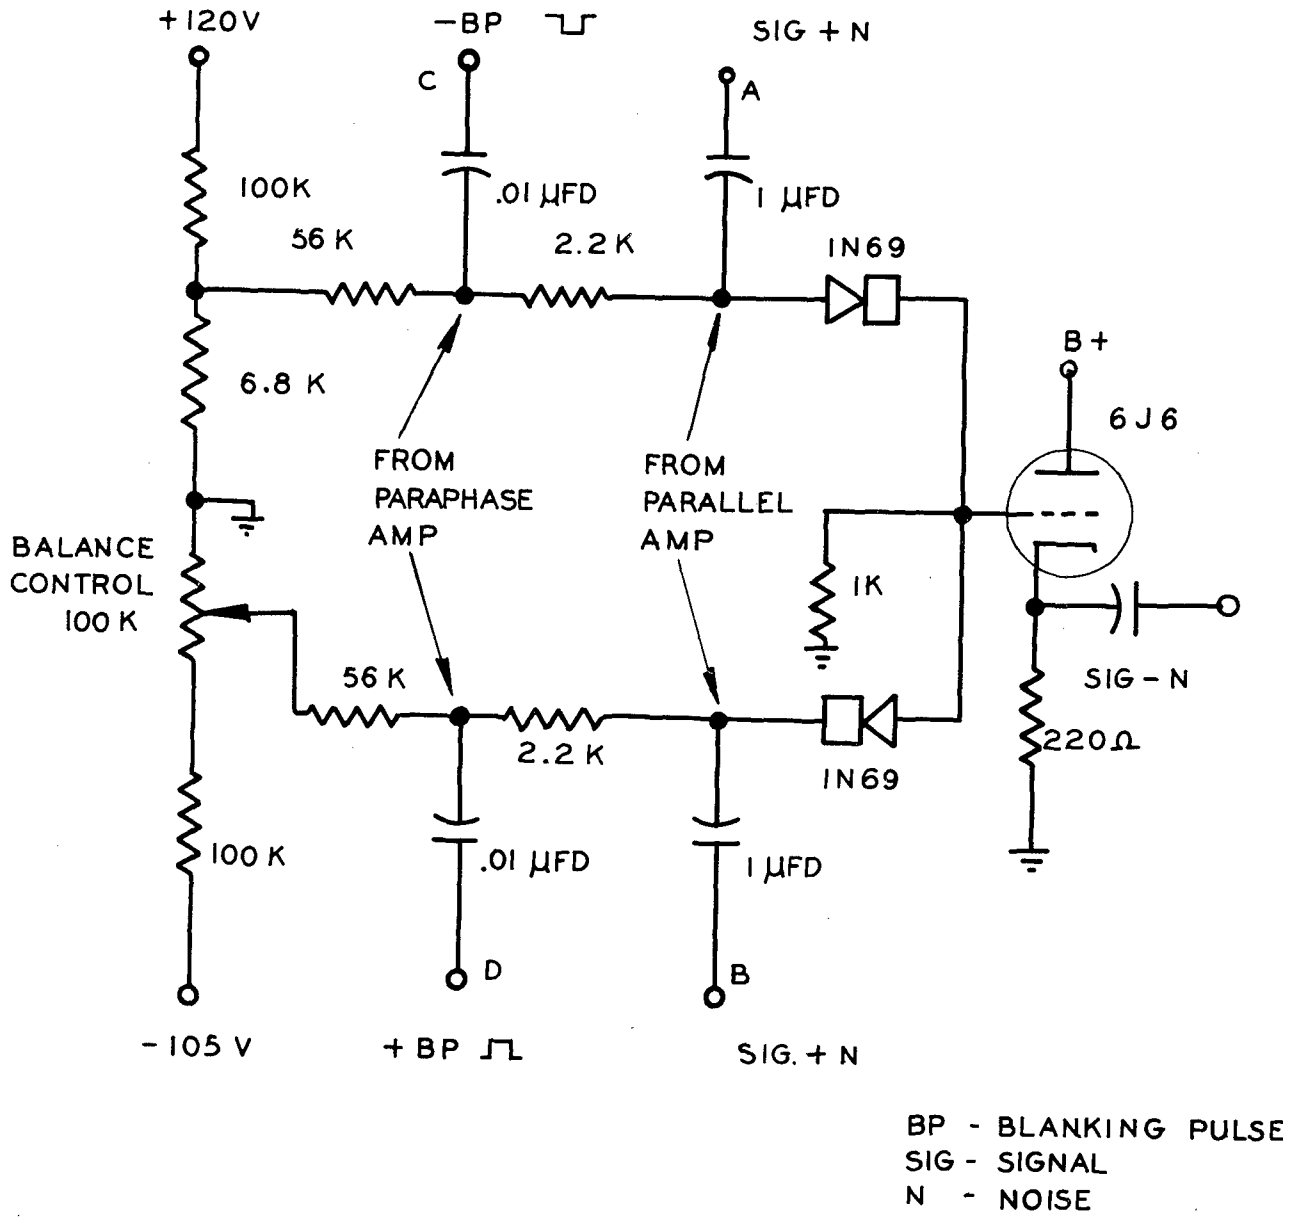 +120V
-BP
SIG + N
C
A
100K
.01 µFD
1 µFD
56 K
2.2 K
1N69
B+
6.8 K
6J6
FROM
PARAPHASE
AMP
FROM
PARALLEL
AMP
BALANCE
CONTROL
100 K
1K
56 K
SIG - N
2.2 K
220Ω
1N69
100 K
.01 µFD
1 µFD
D
B
-105 V
+ BP
SIG. + N
BP - BLANKING PULSE
SIG - SIGNAL
N - NOISE